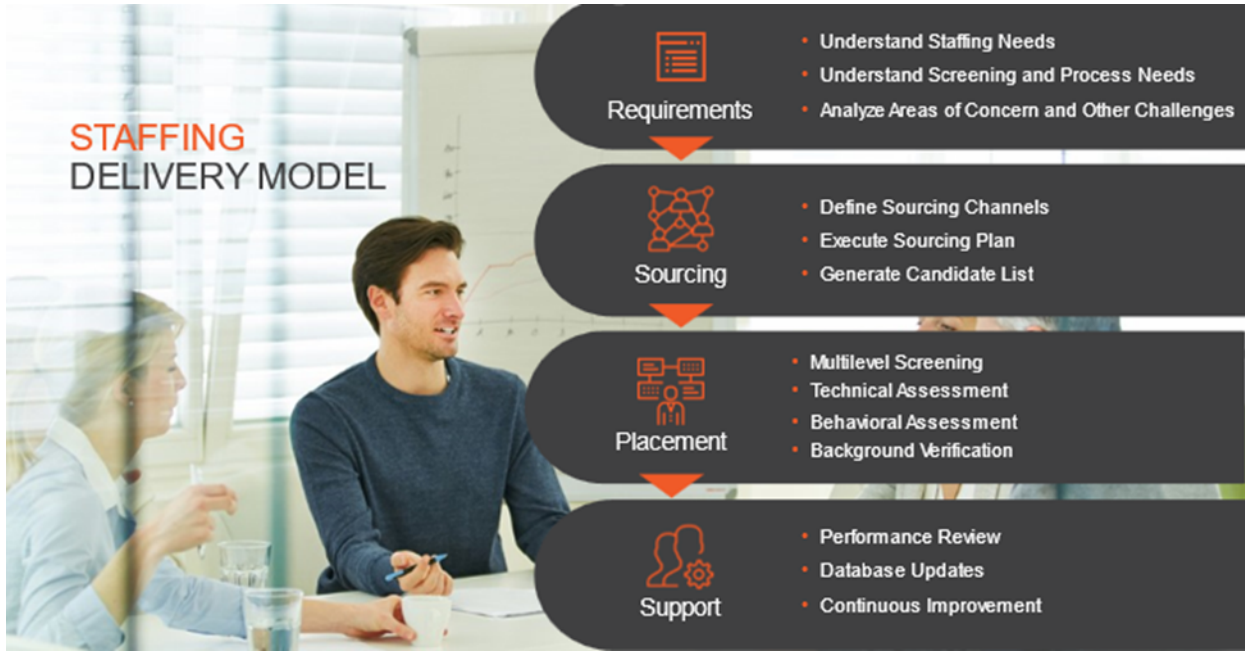 STAFFING
DELIVERY MODEL
Requirements
• Understand Staffing Needs
• Understand Screening and Process Needs
• Analyze Areas of Concern and Other Challenges
Sourcing
• Define Sourcing Channels
• Execute Sourcing Plan
• Generate Candidate List
Placement
• Multilevel Screening
• Technical Assessment
• Behavioral Assessment
• Background Verification
Support
• Performance Review
• Database Updates
• Continuous Improvement